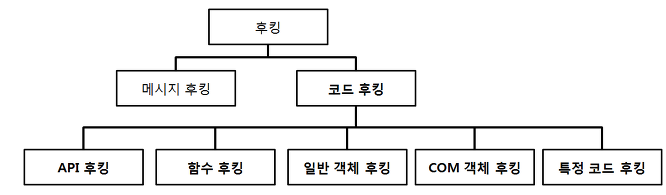 후킹
메시지 후킹
코드 후킹
API 후킹
함수 후킹
일반 객체 후킹
COM 객체 후킹
특정 코드 후킹